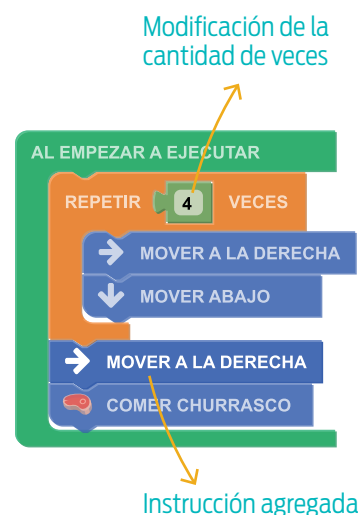 Modificación de la
cantidad de veces
AL EMPEZAR A EJECUTAR
REPETIR 4 VECES
MOVER A LA DERECHA
MOVER ABAJO
MOVER A LA DERECHA
COMER CHURRASCO
Instrucción agregada